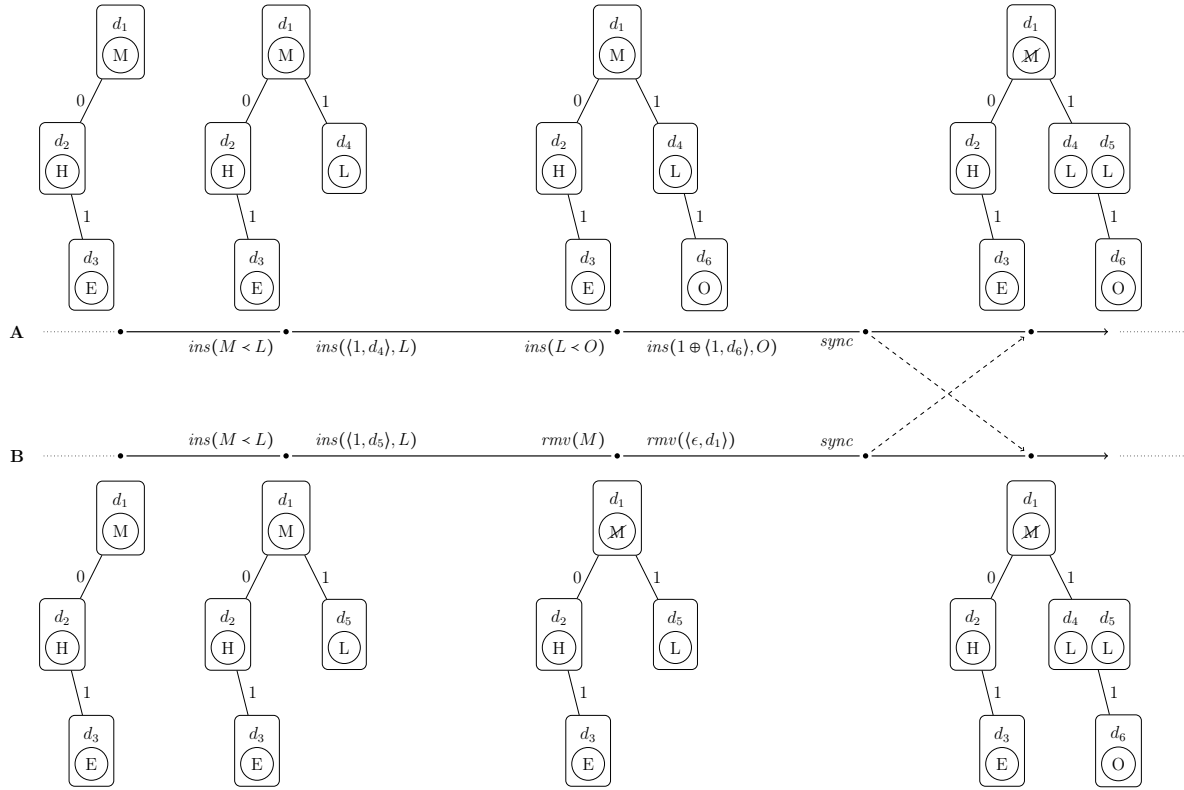 d₁ d₁ d₁ d₁
M M M M
0 0 1 0 1 0 1
d₂ d₂ d₄ d₂ d₄ d₂ d₄ d₅
H H L H L H L L
1 1 1 1 1 1
d₃ d₃ d₃ d₆ d₃ d₆
E E E O E O
A
ins(M ≺ L) ins(⟨1, d₄⟩, L) ins(L ≺ O) ins(1 ⊕ ⟨1, d₆⟩, O) sync
ins(M ≺ L) ins(⟨1, d₅⟩, L) rmv(M) rmv(⟨ϵ, d₁⟩) sync
B
d₁ d₁ d₁ d₁
M M M M
0 0 1 0 1 0 1
d₂ d₂ d₅ d₂ d₅ d₂ d₄ d₅
H H L H L H L L
1 1 1 1 1
d₃ d₃ d₃ d₃ d₆
E E E E O